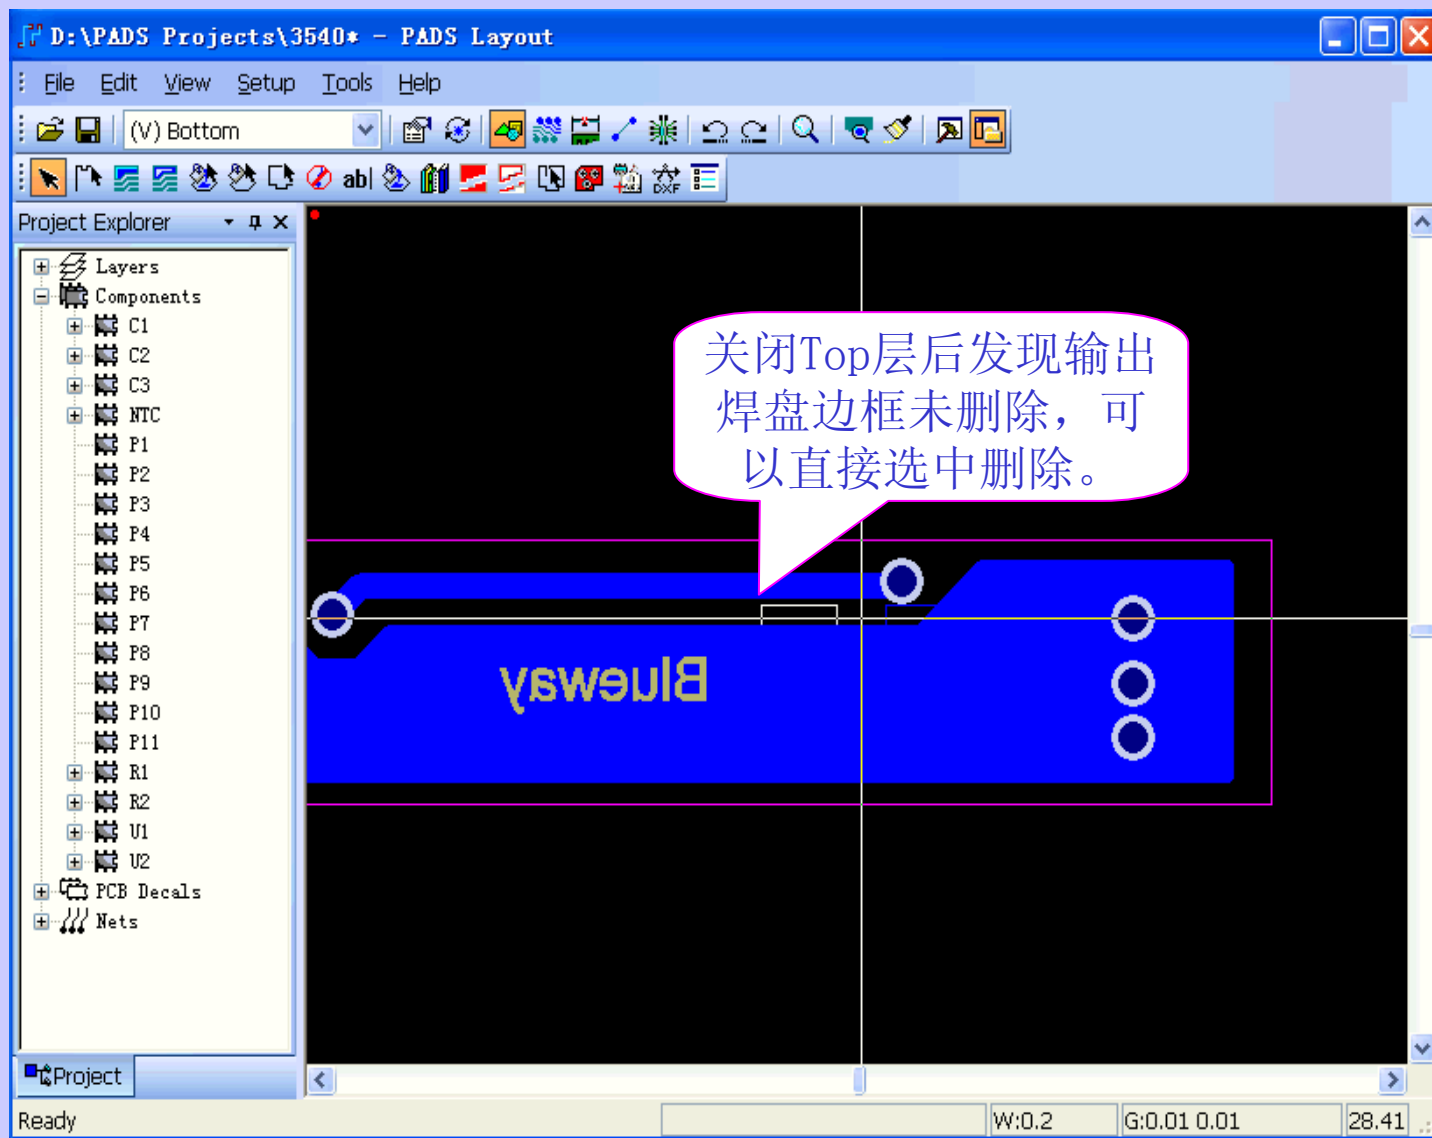 D:\PADS Projects\3540* - PADS Layout
File Edit View Setup Tools Help
(V) Bottom
ab|
DXF
Project Explorer
Layers
Components
C1
C2
C3
NTC
P1
P2
P3
P4
P5
P6
P7
P8
P9
P10
P11
R1
R2
U1
U2
PCB Decals
Nets
Project
关闭Top层后发现输出
焊盘边框未删除，可
以直接选中删除。
Blueway
Ready
W:0.2
G:0.01 0.01
28.41